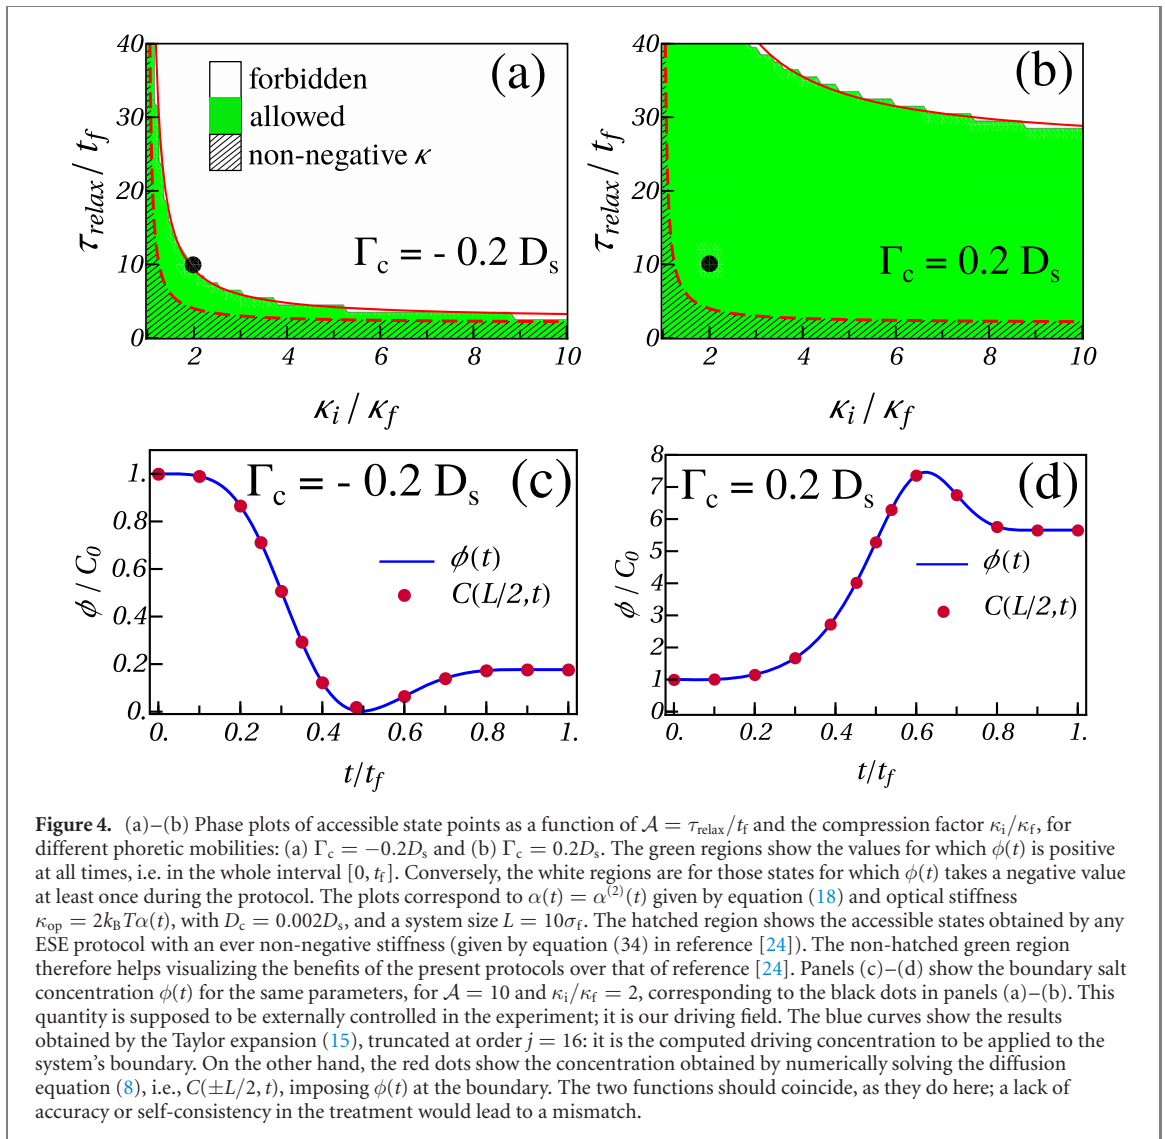 40
30
20
10
0
τrelax / tf
forbidden
allowed
non-negative κ
(a)
Γc = - 0.2 Ds
2 4 6 8 10
κi / κf
40
30
20
10
0
τrelax / tf
(b)
Γc = 0.2 Ds
2 4 6 8 10
κi / κf
1.
0.8
0.6
0.4
0.2
0.
ϕ / C0
Γc = - 0.2 Ds (c)
ϕ(t)
C(L/2,t)
0. 0.2 0.4 0.6 0.8 1.
t/tf
8
7
6
5
4
3
2
1
0
ϕ / C0
Γc = 0.2 Ds (d)
ϕ(t)
C(L/2,t)
0. 0.2 0.4 0.6 0.8 1.
t/tf
Figure 4. (a)–(b) Phase plots of accessible state points as a function of 𝒜 = τrelax/tf and the compression factor κi/κf, for
different phoretic mobilities: (a) Γc = −0.2Ds and (b) Γc = 0.2Ds. The green regions show the values for which ϕ(t) is positive
at all times, i.e. in the whole interval [0, tf]. Conversely, the white regions are for those states for which ϕ(t) takes a negative value
at least once during the protocol. The plots correspond to α(t) = α(2)(t) given by equation (18) and optical stiffness
κop = 2kBTα(t), with Dc = 0.002Ds, and a system size L = 10σf. The hatched region shows the accessible states obtained by any
ESE protocol with an ever non-negative stiffness (given by equation (34) in reference [24]). The non-hatched green region
therefore helps visualizing the benefits of the present protocols over that of reference [24]. Panels (c)–(d) show the boundary salt
concentration ϕ(t) for the same parameters, for 𝒜 = 10 and κi/κf = 2, corresponding to the black dots in panels (a)–(b). This
quantity is supposed to be externally controlled in the experiment; it is our driving field. The blue curves show the results
obtained by the Taylor expansion (15), truncated at order j = 16: it is the computed driving concentration to be applied to the
system's boundary. On the other hand, the red dots show the concentration obtained by numerically solving the diffusion
equation (8), i.e., C(±L/2, t), imposing ϕ(t) at the boundary. The two functions should coincide, as they do here; a lack of
accuracy or self-consistency in the treatment would lead to a mismatch.